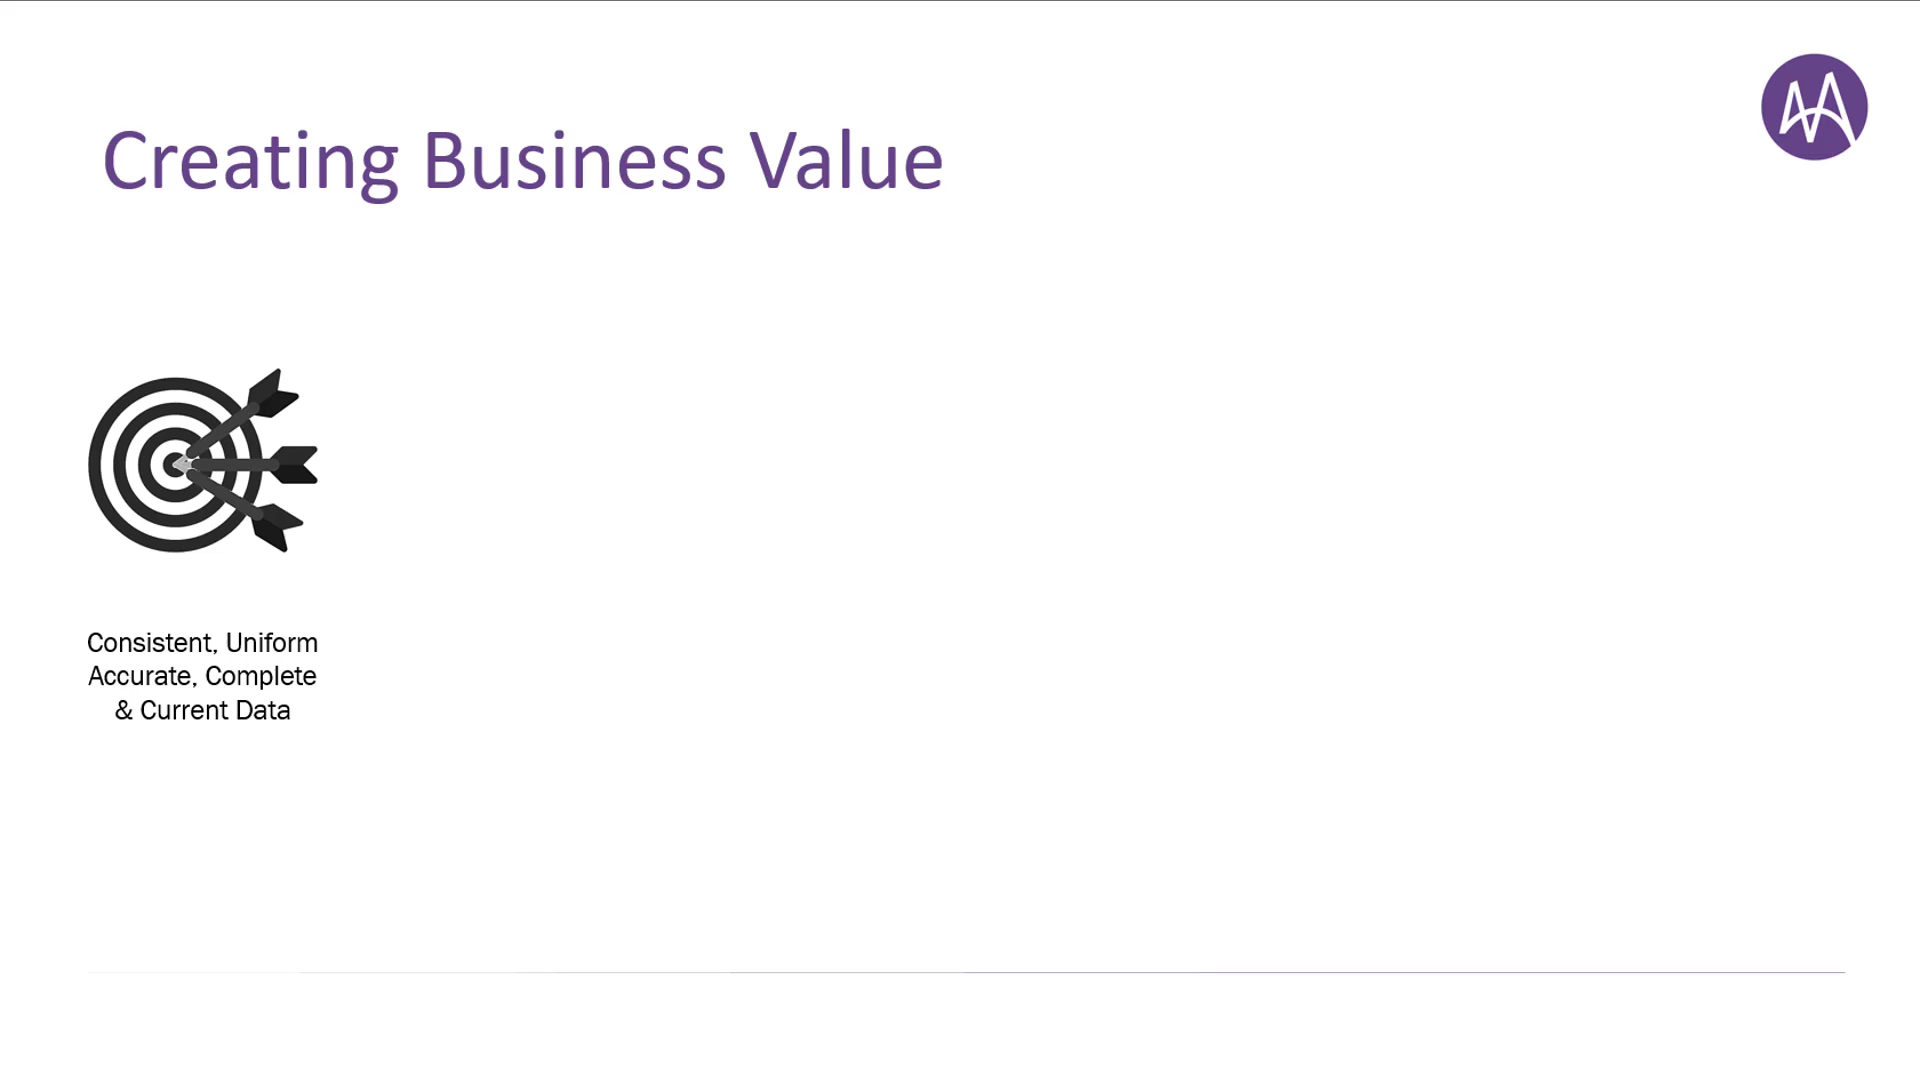 Creating Business Value
Consistent, Uniform
Accurate, Complete
& Current Data